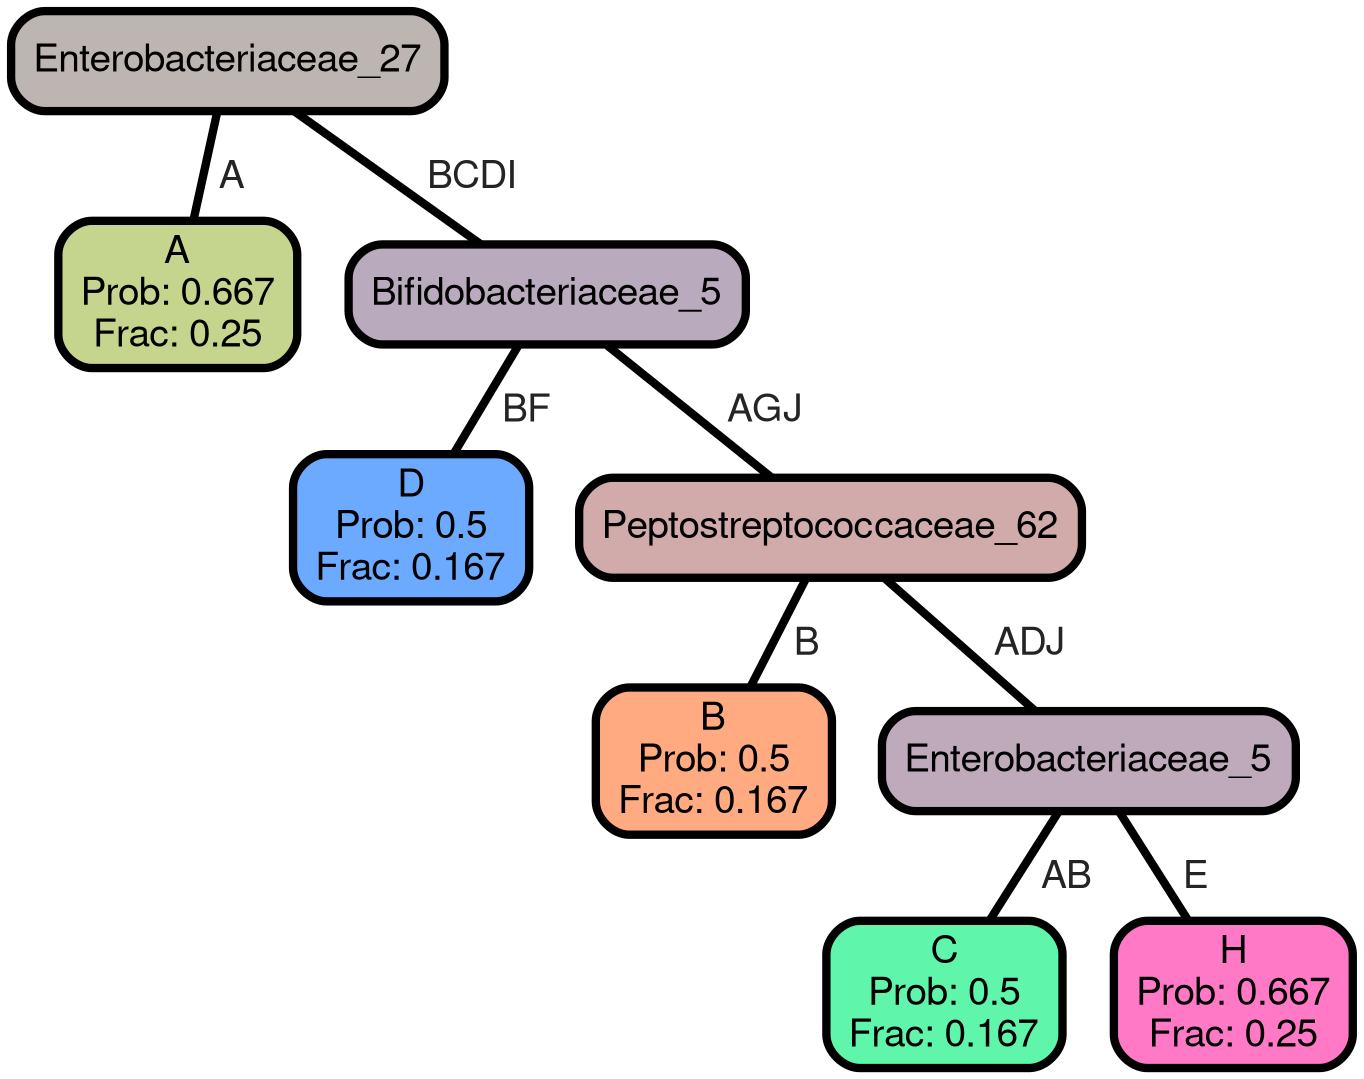 Enterobacteriaceae_27
A
BCDI
A
Prob: 0.667
Frac: 0.25
Bifidobacteriaceae_5
BF
AGJ
D
Prob: 0.5
Frac: 0.167
Peptostreptococcaceae_62
B
ADJ
B
Prob: 0.5
Frac: 0.167
Enterobacteriaceae_5
AB
E
C
Prob: 0.5
Frac: 0.167
H
Prob: 0.667
Frac: 0.25